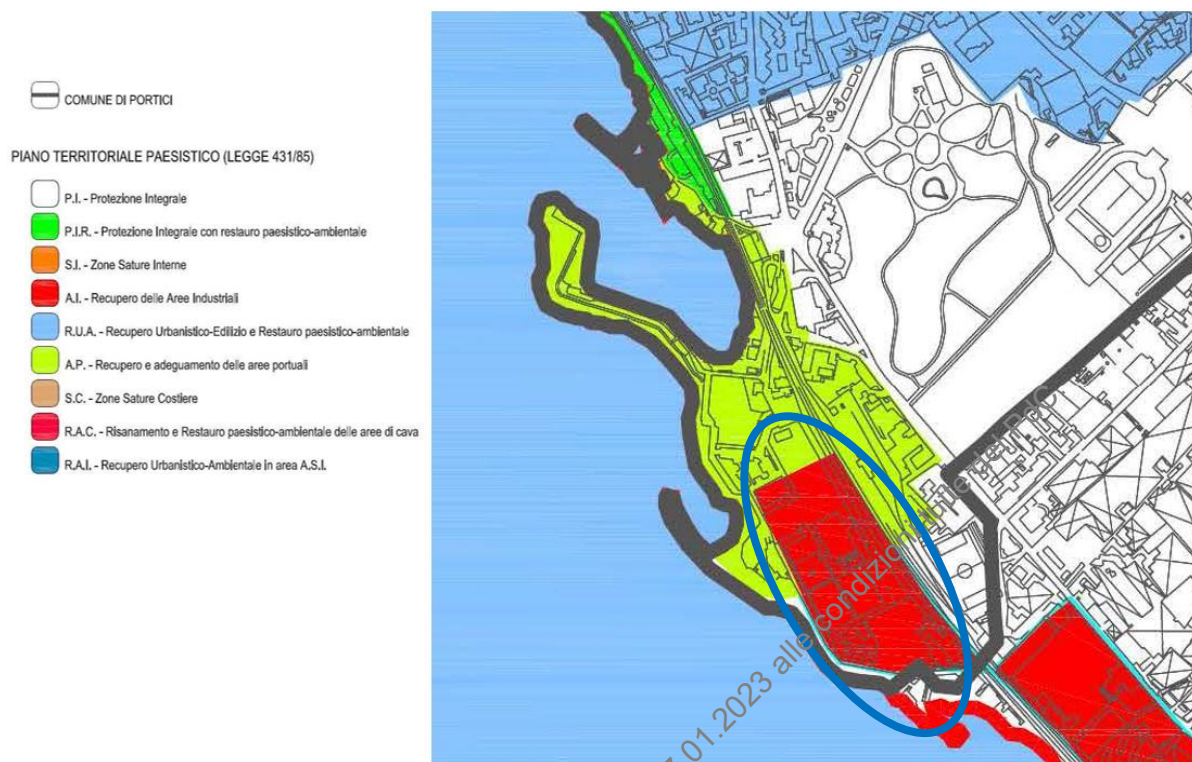 COMUNE DI PORTICI
PIANO TERRITORIALE PAESISTICO (LEGGE 431/85)
P.I. - Protezione Integrale
P.I.R. - Protezione Integrale con restauro paesistico-ambientale
S.I. - Zone Sature Interne
A.I. - Recupero delle Aree Industriali
R.U.A. - Recupero Urbanistico-Edilizio e Restauro paesistico-ambientale
A.P. - Recupero e adeguamento delle aree portuali
S.C. - Zone Sature Costiere
R.A.C. - Risanamento e Restauro paesistico-ambientale delle aree di cava
R.A.I. - Recupero Urbanistico-Ambientale in area A.S.I.
.01.2023 alle condizioni